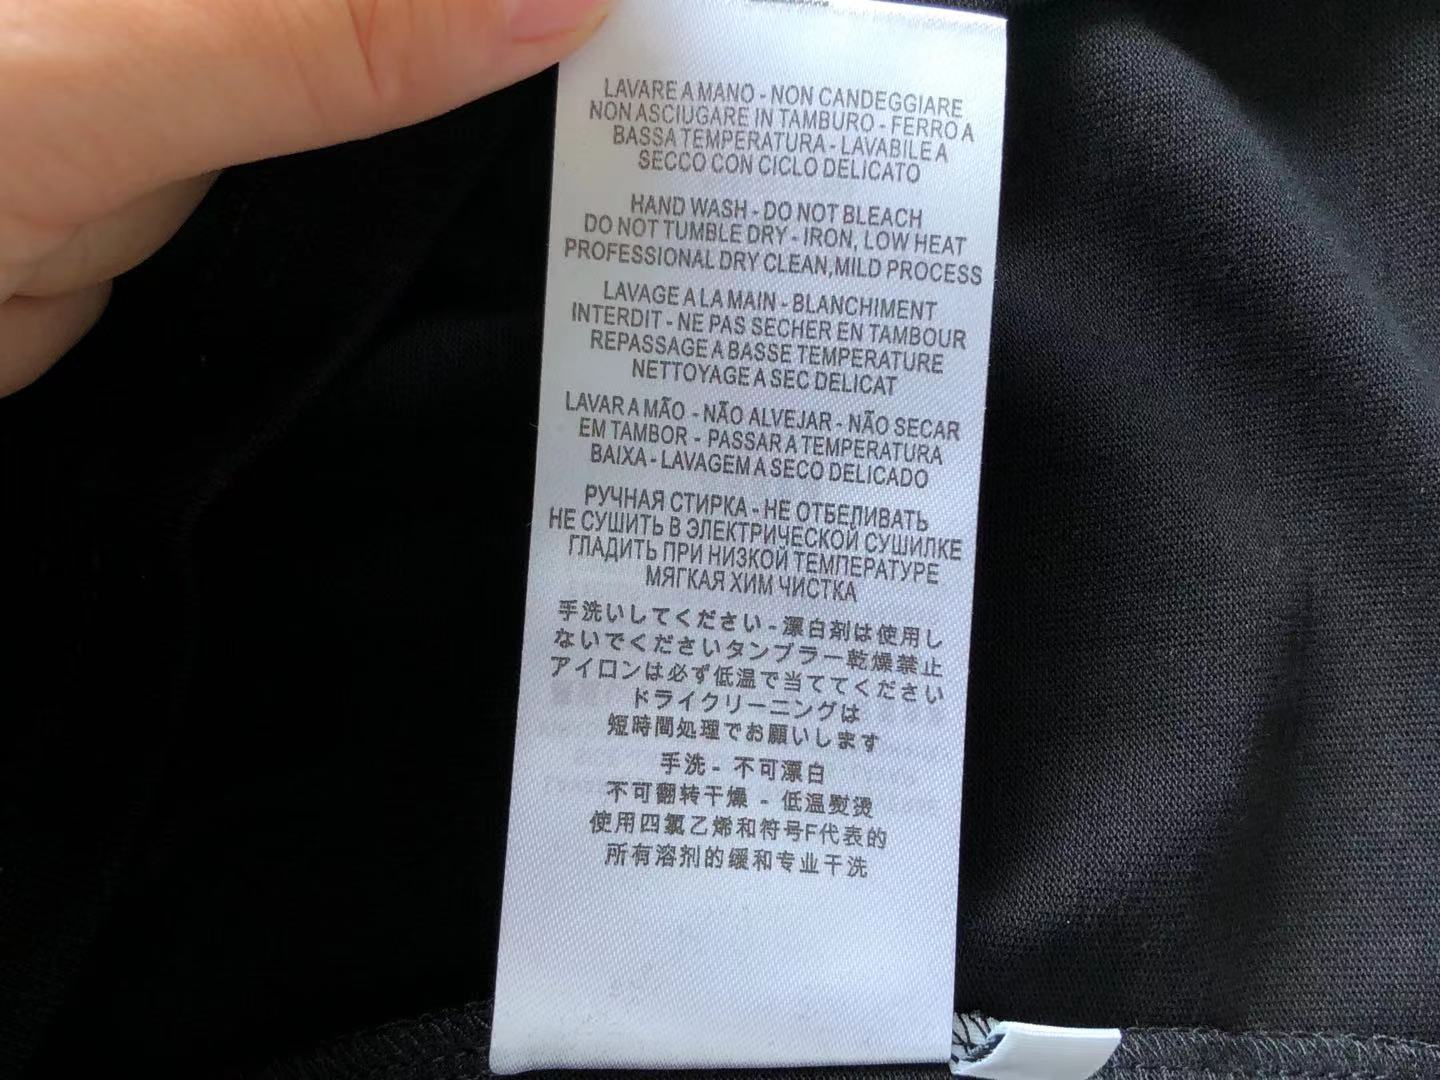 LAVARE A MANO - NON CANDEGGIARE
NON ASCIUGARE IN TAMBURO - FERRO A
BASSA TEMPERATURA - LAVABILE A
SECCO CON CICLO DELICATO
HAND WASH - DO NOT BLEACH
DO NOT TUMBLE DRY - IRON, LOW HEAT
PROFESSIONAL DRY CLEAN,MILD PROCESS
LAVAGE A LA MAIN - BLANCHIMENT
INTERDIT - NE PAS SECHER EN TAMBOUR
REPASSAGE A BASSE TEMPERATURE
NETTOYAGE A SEC DELICAT
LAVAR A MÃO - NÃO ALVEJAR - NÃO SECAR
EM TAMBOR - PASSAR A TEMPERATURA
BAIXA - LAVAGEM A SECO DELICADO
РУЧНАЯ СТИРКА - НЕ ОТБЕЛИВАТЬ
НЕ СУШИТЬ В ЭЛЕКТРИЧЕСКОЙ СУШИЛКЕ
ГЛАДИТЬ ПРИ НИЗКОЙ ТЕМПЕРАТУРЕ
МЯГКАЯ ХИМ ЧИСТКА
手洗いしてください - 漂白剤は使用し
ないでくださいタンブラー乾燥禁止
アイロンは必ず低温で当ててください
ドライクリーニングは
短時間処理でお願いします
手洗 - 不可漂白
不可翻转干燥 - 低温熨烫
使用四氯乙烯和符号F代表的
所有溶剂的缓和专业干洗